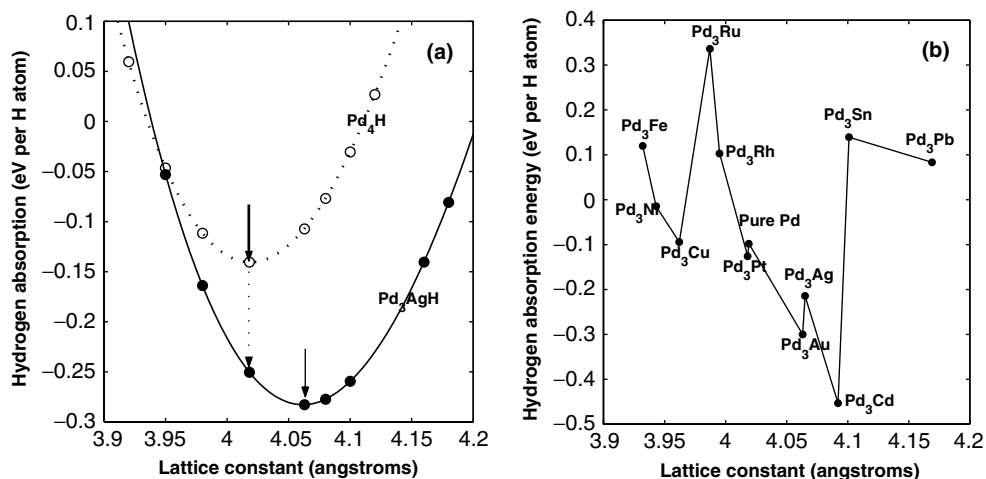 Hydrogen absorption (eV per H atom)
0.1
0.05
0
−0.05
−0.1
−0.15
−0.2
−0.25
−0.3
3.9
3.95
4
4.05
4.1
4.15
4.2
Lattice constant (angstroms)
(a)
Pd₄H
Pd₃AgH
Hydrogen absorption energy (eV per H atom)
0.4
0.3
0.2
0.1
0
−0.1
−0.2
−0.3
−0.4
−0.5
3.9
3.95
4
4.05
4.1
4.15
4.2
Lattice constant (angstroms)
(b)
Pd₃Ru
Pd₃Fe
Pd₃Sn
Pd₃Pb
Pd₃Rh
Pd₃Ni
Pure Pd
Pd₃Cu
Pd₃Pt
Pd₃Ag
Pd₃Au
Pd₃Cd